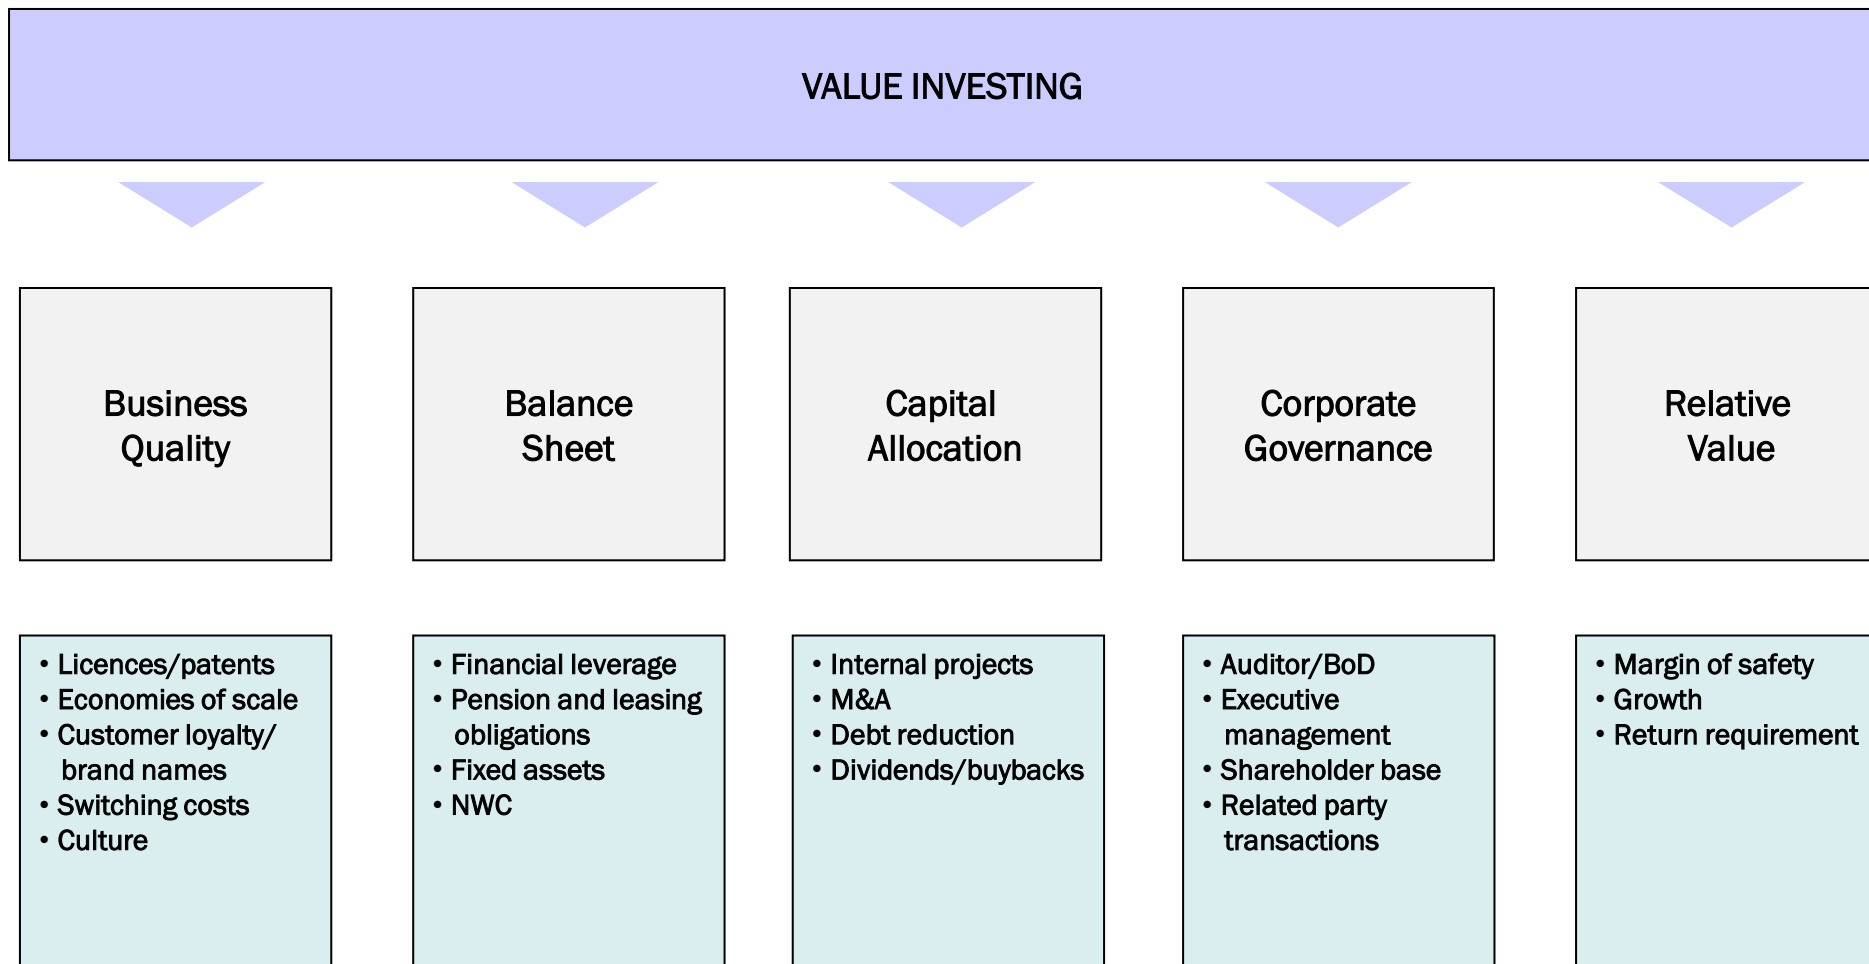 VALUE INVESTING
Business
Quality
Balance
Sheet
Capital
Allocation
Corporate
Governance
Relative
Value
• Licences/patents
• Economies of scale
• Customer loyalty/
brand names
• Switching costs
• Culture
• Financial leverage
• Pension and leasing
obligations
• Fixed assets
• NWC
• Internal projects
• M&A
• Debt reduction
• Dividends/buybacks
• Auditor/BoD
• Executive
management
• Shareholder base
• Related party
transactions
• Margin of safety
• Growth
• Return requirement